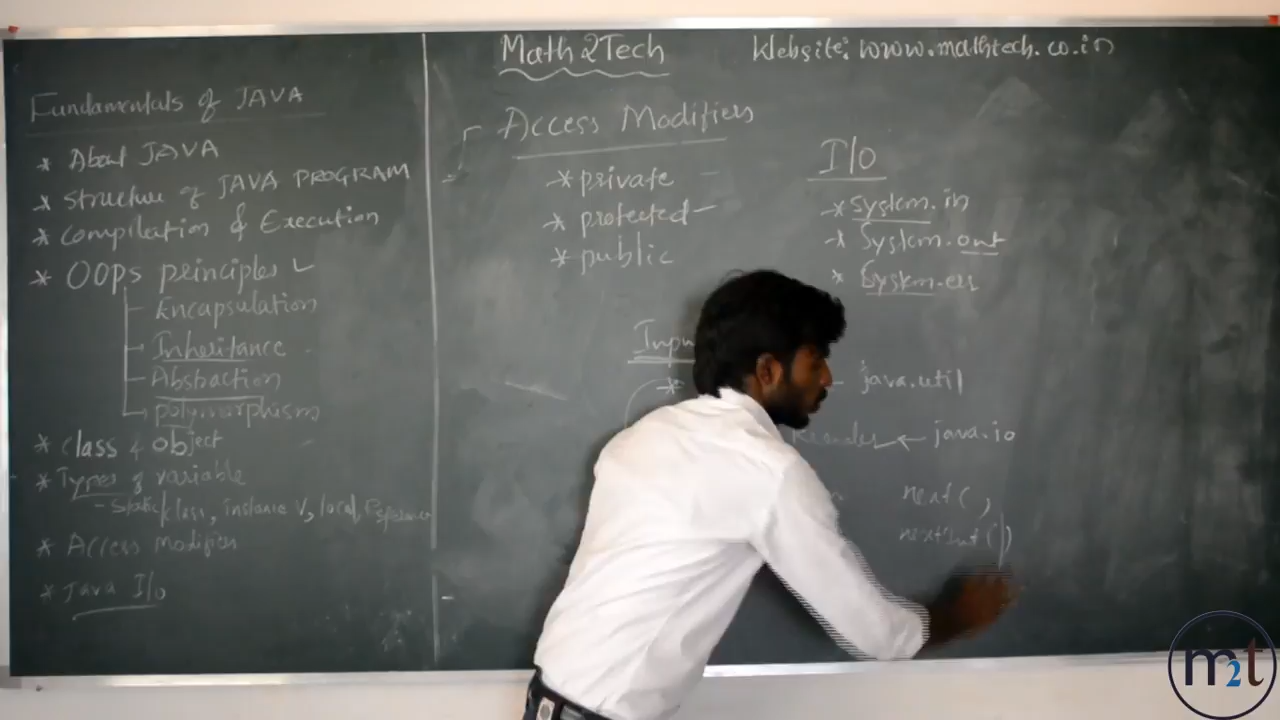 Math2Tech
Website: www.mathtech.co.in
Fundamentals of JAVA
* About JAVA
* Structure of JAVA PROGRAM
* Compilation & Execution
* OOPs principles
Encapsulation
Inheritance
Abstraction
polymorphism
* Class & object
* Types of variable
- Static/class, instance V, local, Reference
* Access Modifiers
* Java I/o
Access Modifiers
* private
* protected
* public
I/o
* System.in
* System.out
* System.err
java.util
java.io
next(,
nextInt()
m2t